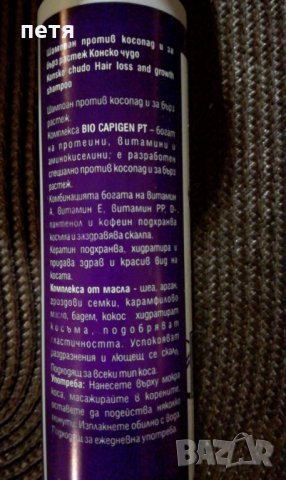 петя
Шампоан против косопад и за
бърз растеж Конско чудо
Konsko chudo Hair loss and growth
shampoo
Шампоан против косопад и за бърз
растеж.
Комплекса BIO CAPIGEN PT – богат
на протеини, витамини и
аминокиселини; е разработен
специално против косопад и за бърз
растеж.
Комбинацията богата на витамин
А, витамин Е, витамин РР, D-
пантенол и кофеин подхранва
косъма и заздравява скалпа.
Кератин подхранва, хидратира и
придава здрав и красив вид на
косата.
Комплекса от масла - шеа, арган,
гроздови семки, карамфилово
масло, бадем, кокос хидратират
косъма, подобряват
еластичността. Успокояват
раздразнения и лющещ се скалп.
Подходящ за всеки тип коса.
Употреба: Нанесете върху мокра
коса, масажирайте в корените,
оставете да подейства няколко
минути. Изплакнете обилно с вода.
Подходящ за ежедневна употреба.
BAZAR